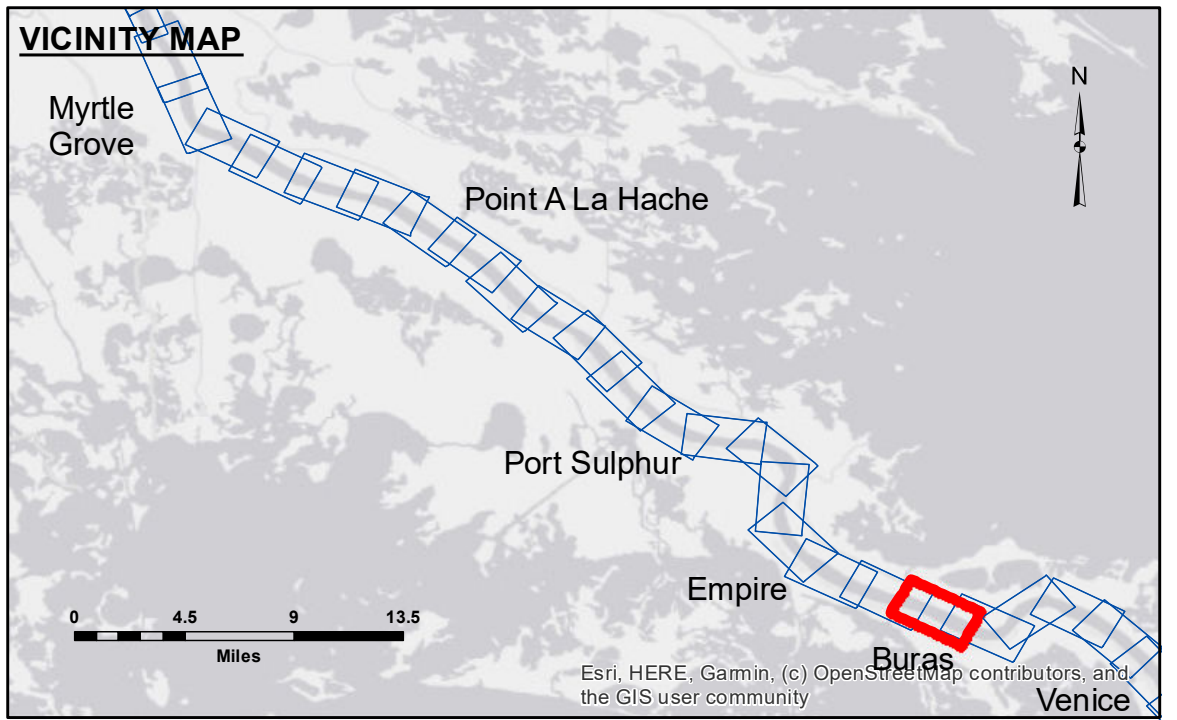 VICINITY MAP
N
Myrtle
Grove
Point A La Hache
Port Sulphur
Empire
0 4.5 9 13.5
Miles
Buras
Esri, HERE, Garmin, (c) OpenStreetMap contributors, and
the GIS user community
Venice